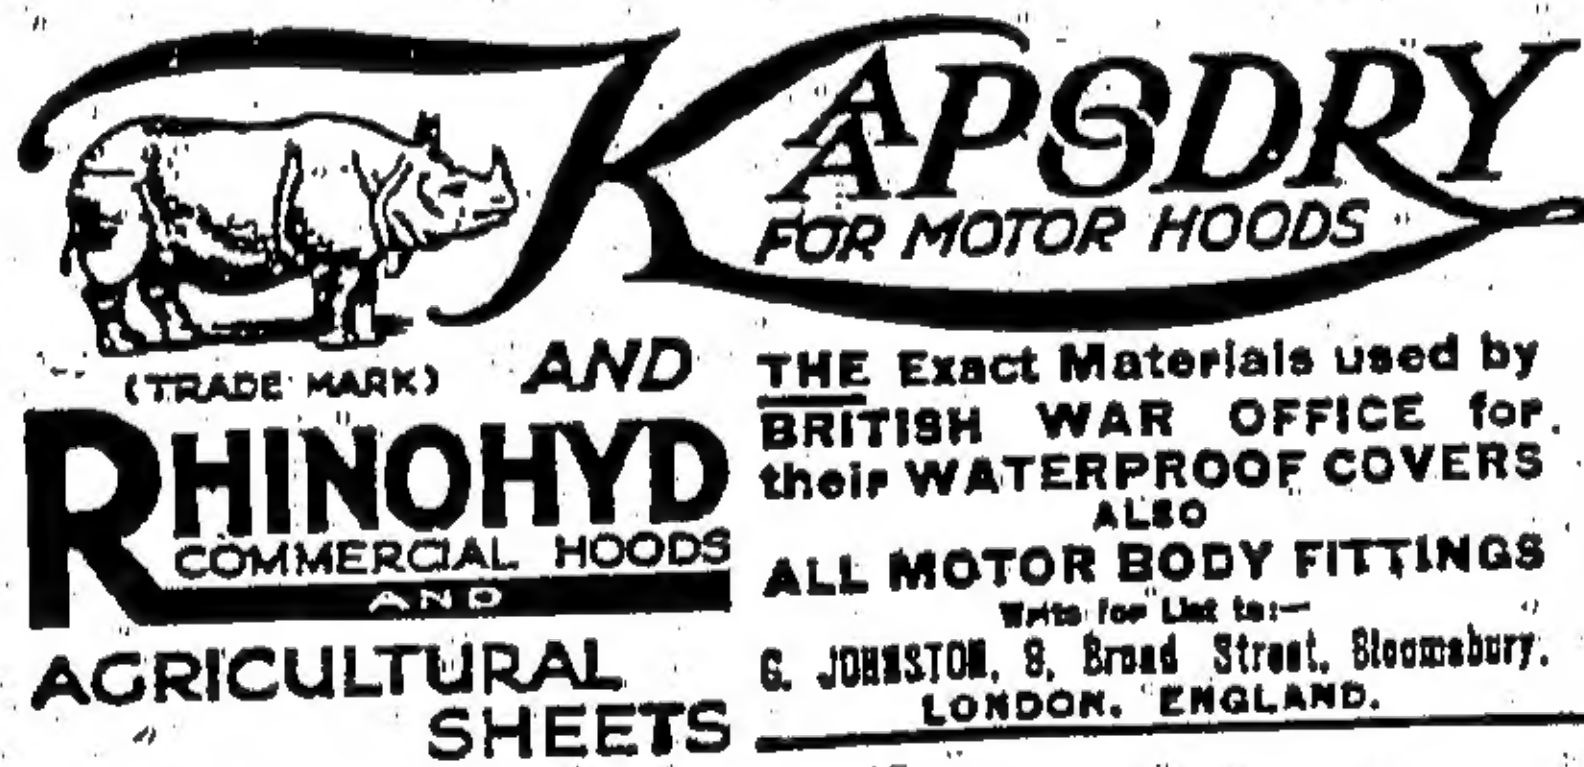 KAPSDRY
FOR MOTOR HOODS
(TRADE MARK)
AND
RHINOHYD
COMMERCIAL HOODS
AND
AGRICULTURAL
SHEETS
THE Exact Materials used by
BRITISH WAR OFFICE for
their WATERPROOF COVERS
ALSO
ALL MOTOR BODY FITTINGS
Write for List to:—
G. JOHNSTON, 9, Broad Street, Bloomsbury,
LONDON, ENGLAND.